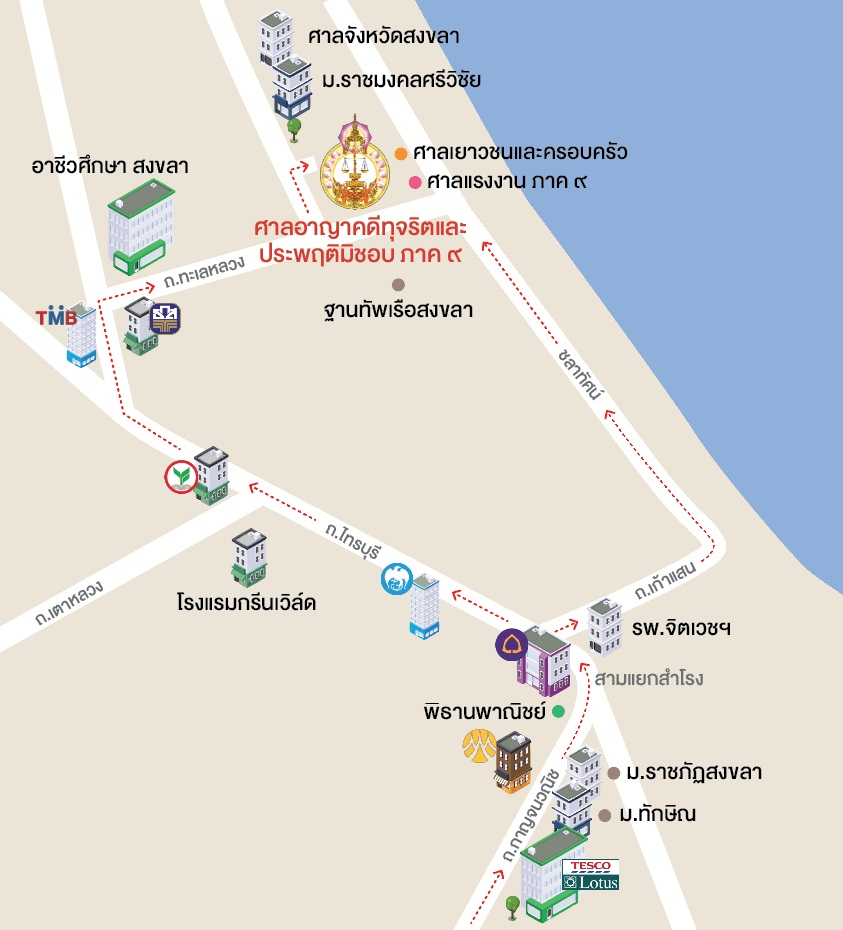 ศาลจังหวัดสงขลา
ม.ราชมงคลศรีวิชัย
ศาลเยาวชนและครอบครัว
ศาลแรงงาน ภาค ๙
อาชีวศึกษา สงขลา
ศาลอาญาคดีทุจริตและ
ประพฤติมิชอบ ภาค ๙
ถ.ทะเลหลวง
ฐานทัพเรือสงขลา
TMB
ชลาทัศน์
ถ.ไทรบุรี
ถ.เตาหลวง
โรงแรมกรีนเวิล์ด
ถ.เก้าแสน
รพ.จิตเวชฯ
สามแยกสำโรง
พิธานพาณิชย์
ถ.กาญจนวณิช
ม.ราชภัฏสงขลา
ม.ทักษิณ
TESCO
Lotus